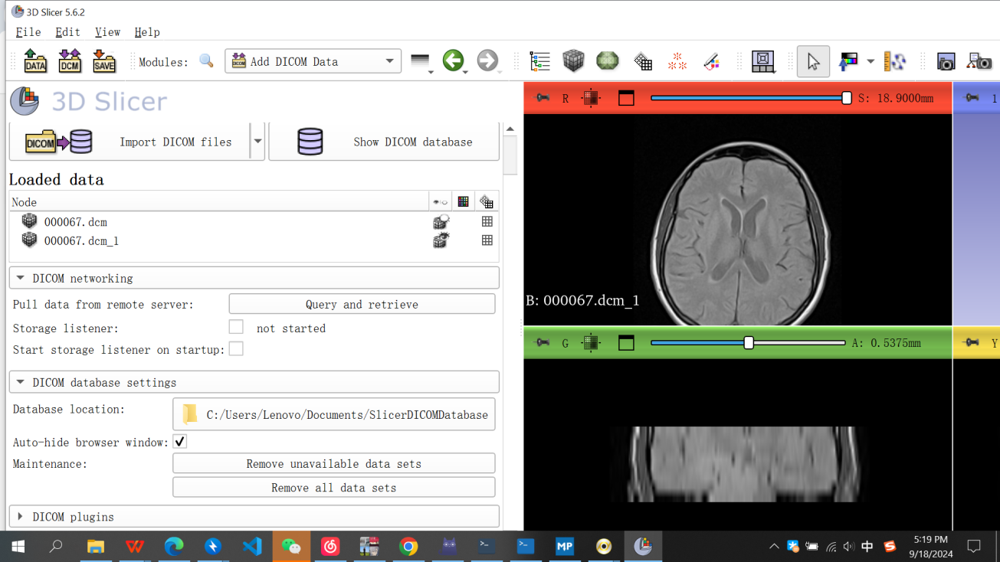 3D Slicer 5.6.2
File Edit View Help
DATA DCM SAVE Modules: DICOM Add DICOM Data
3D Slicer
DICOM Import DICOM files Show DICOM database
Loaded data
Node
000067.dcm
000067.dcm_1
DICOM networking
Pull data from remote server: Query and retrieve
Storage listener: not started
Start storage listener on startup:
DICOM database settings
Database location: C:/Users/Lenovo/Documents/SlicerDICOMDatabase
Auto-hide browser window:
Maintenance: Remove unavailable data sets
Remove all data sets
DICOM plugins
R S: 18.9000mm 1
B: 000067.dcm_1
G A: 0.5375mm Y
MP 中 S 5:19 PM
9/18/2024